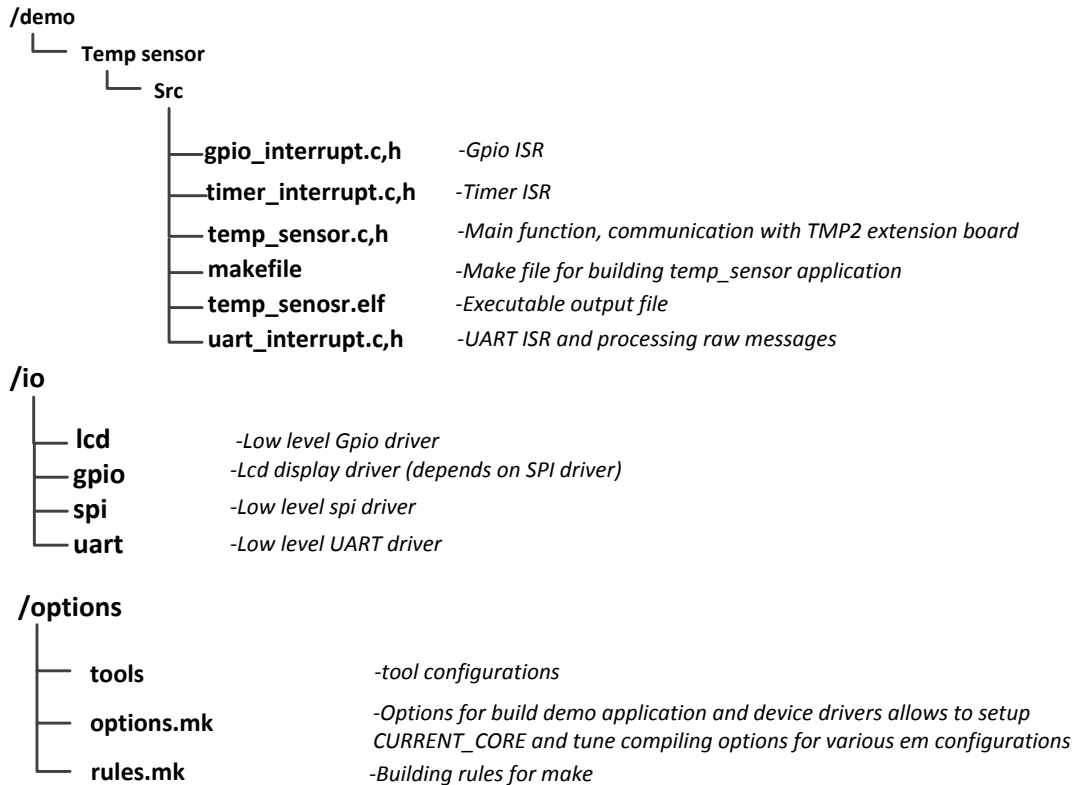 /demo
Temp sensor
Src
gpio_interrupt.c,h -Gpio ISR
timer_interrupt.c,h -Timer ISR
temp_sensor.c,h -Main function, communication with TMP2 extension board
makefile -Make file for building temp_sensor application
temp_senosr.elf -Executable output file
uart_interrupt.c,h -UART ISR and processing raw messages
/io
lcd -Low level Gpio driver
gpio -Lcd display driver (depends on SPI driver)
spi -Low level spi driver
uart -Low level UART driver
/options
tools -tool configurations
options.mk -Options for build demo application and device drivers allows to setup
CURRENT_CORE and tune compiling options for various em configurations
rules.mk -Building rules for make